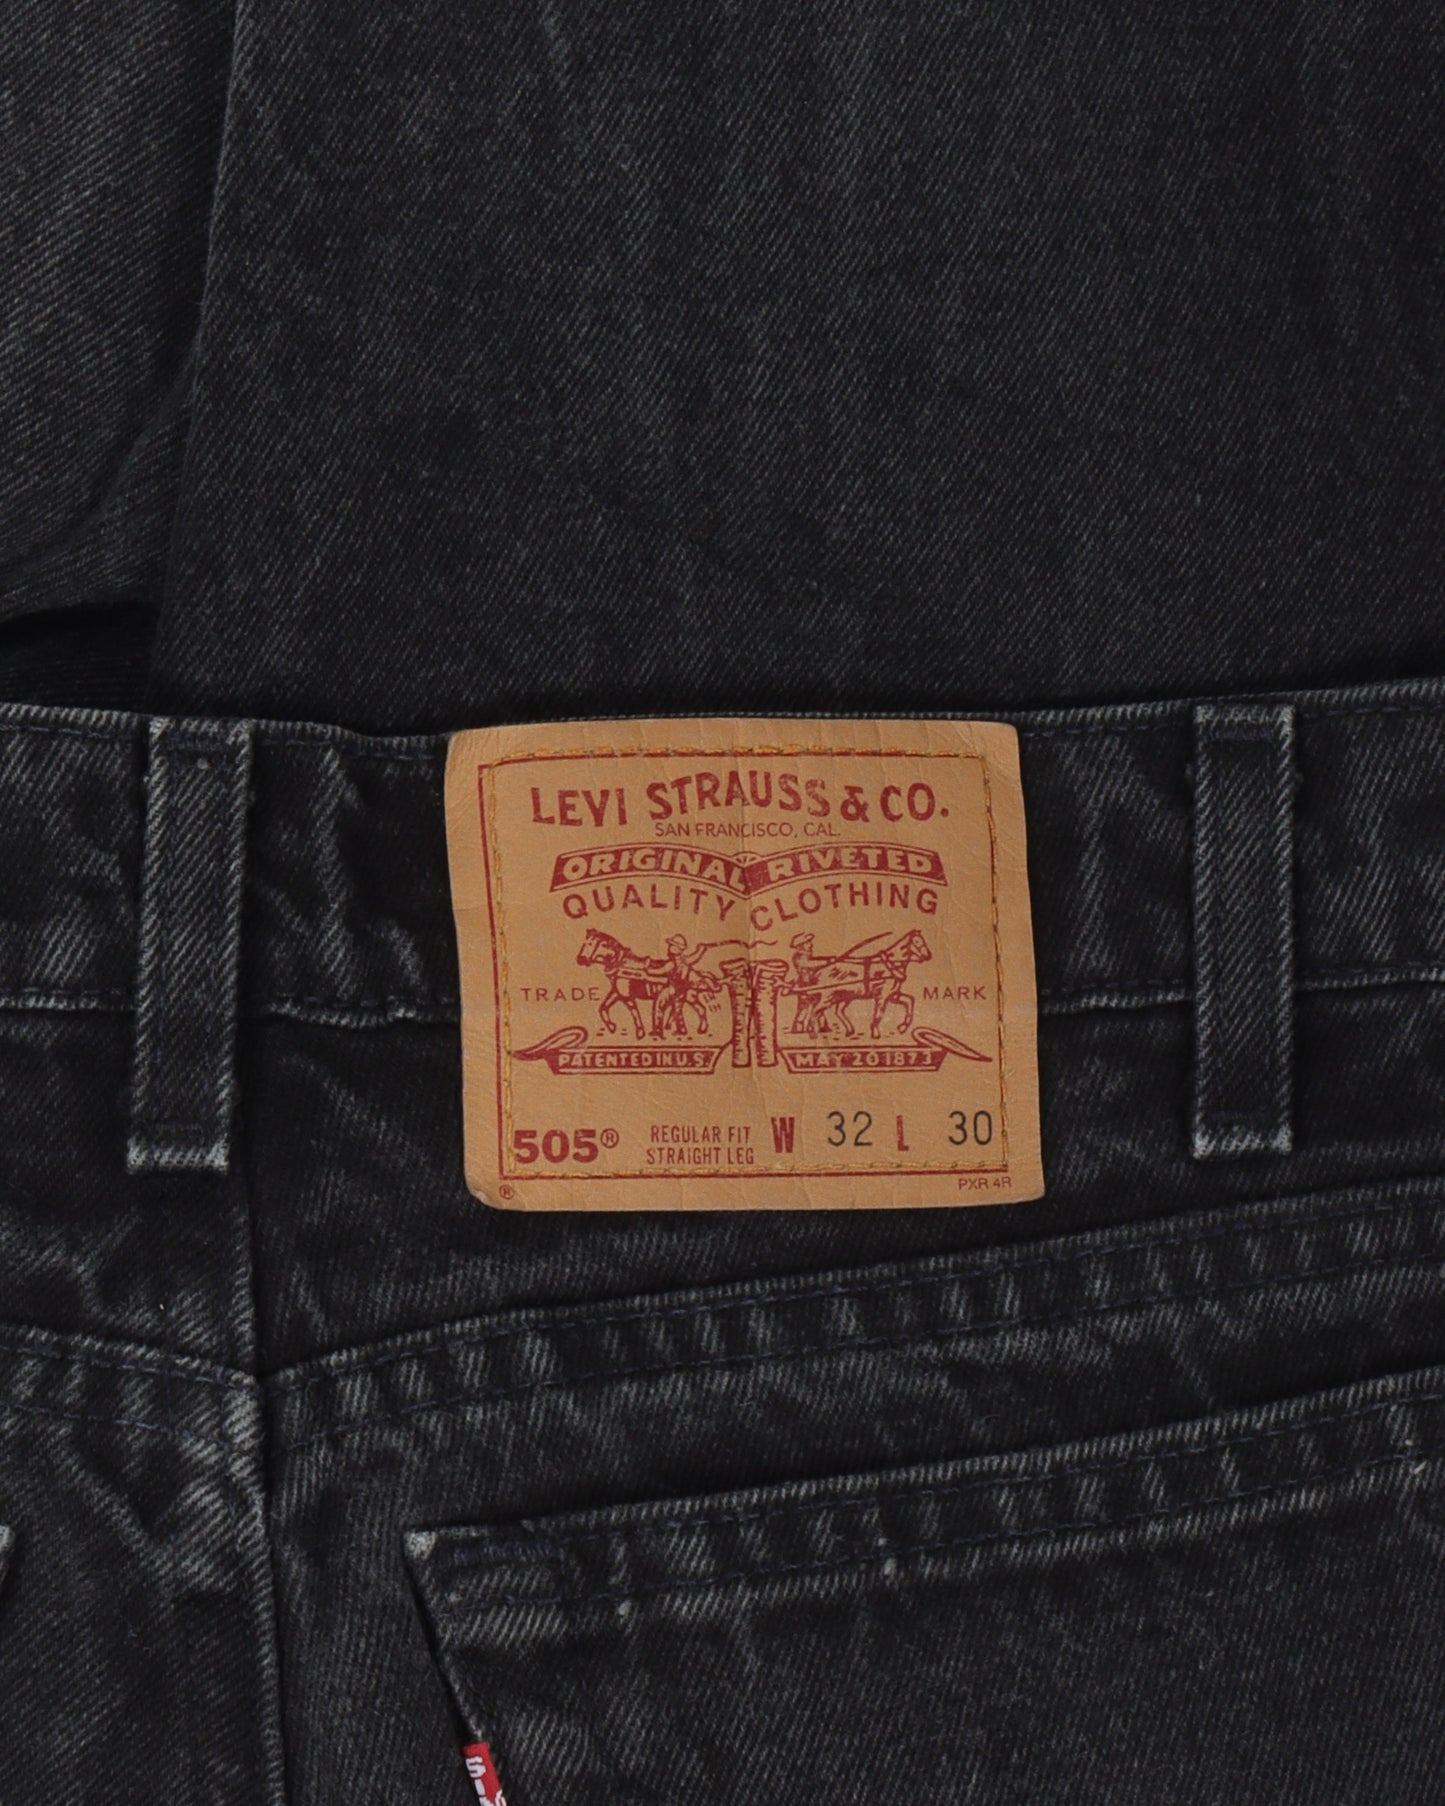 LEVI STRAUSS & CO.
SAN FRANCISCO, CAL.
ORIGINAL RIVETED
QUALITY CLOTHING
TRADE MARK
PATENTED IN U.S. MAY 20 1873
505® REGULAR FIT STRAIGHT LEG W 32 L 30
® PXR 4R